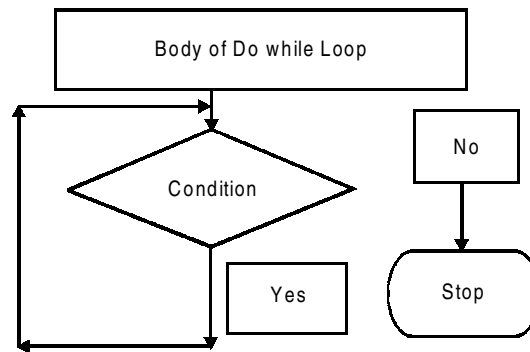 Body of Do while Loop
No
Condition
Yes
Stop